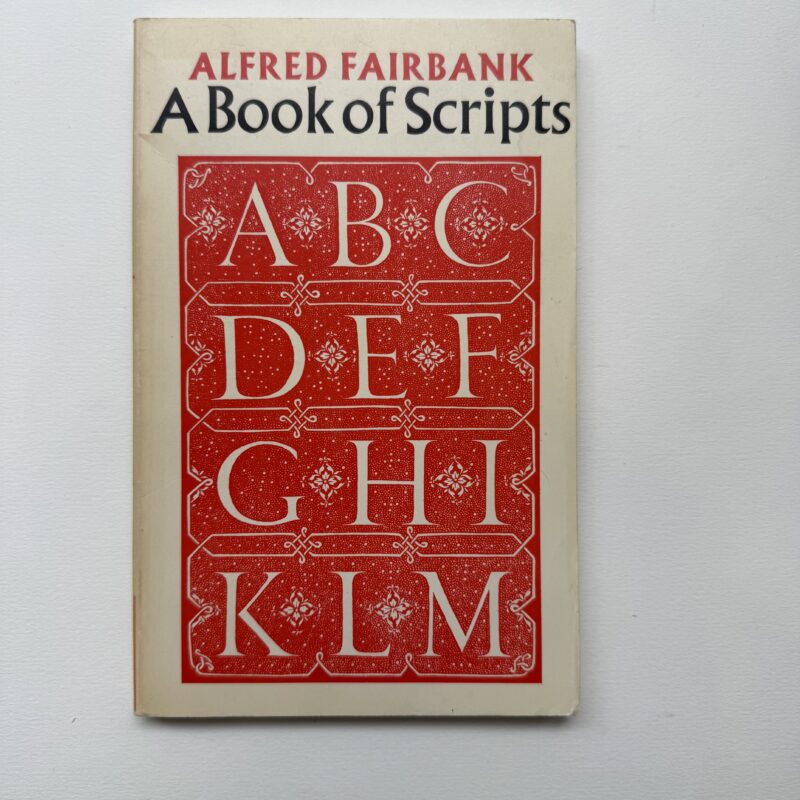 ALFRED FAIRBANK
A Book of Scripts
A B C
D E F
G H I
K L M